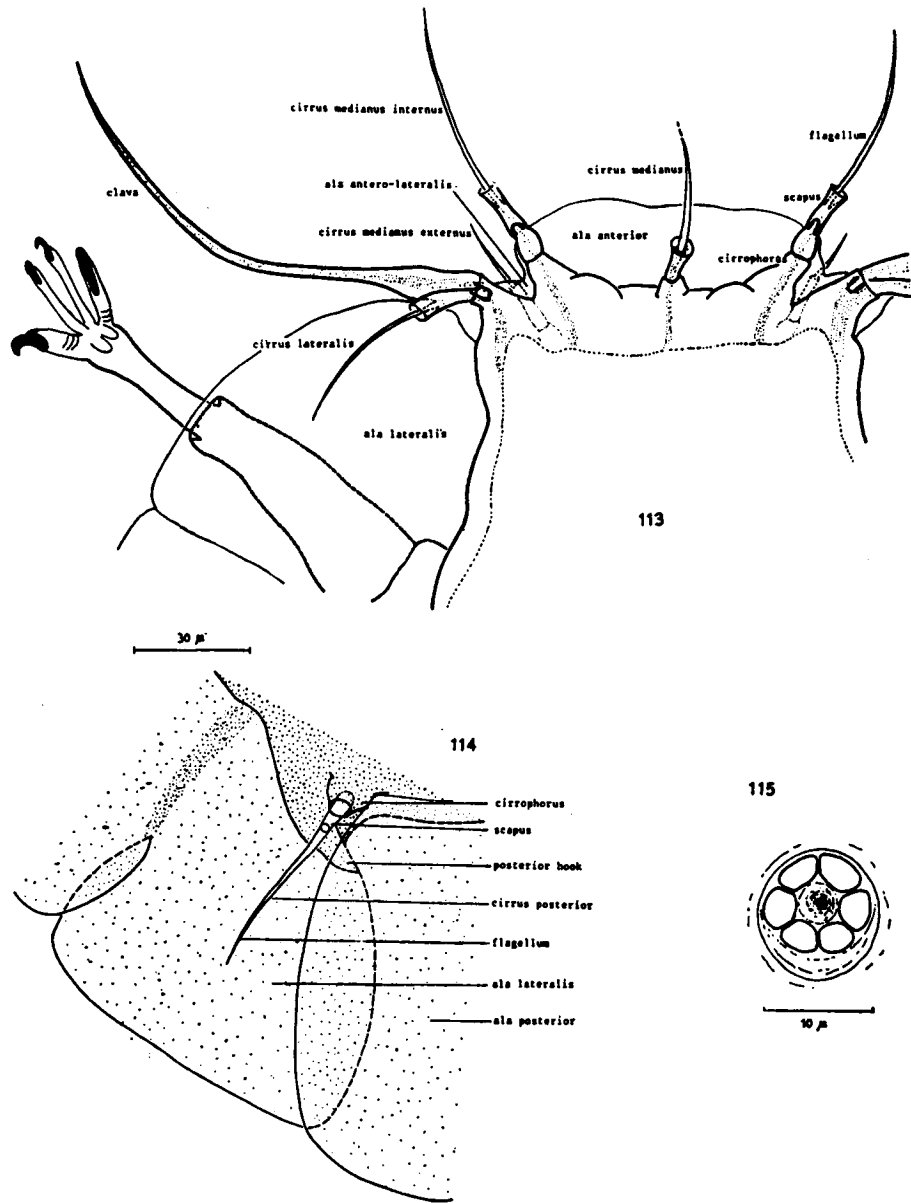 cirrus medianus internus
flagellum
clava
ala antero-lateralis
cirrus medianus
scapus
cirrus medianus externus
ala anterior
cirrophorus
cirrus lateralis
ala lateralis
113
30 µ
114
cirrophorus
scapus
posterior hook
cirrus posterior
flagellum
ala lateralis
ala posterior
115
10 µ